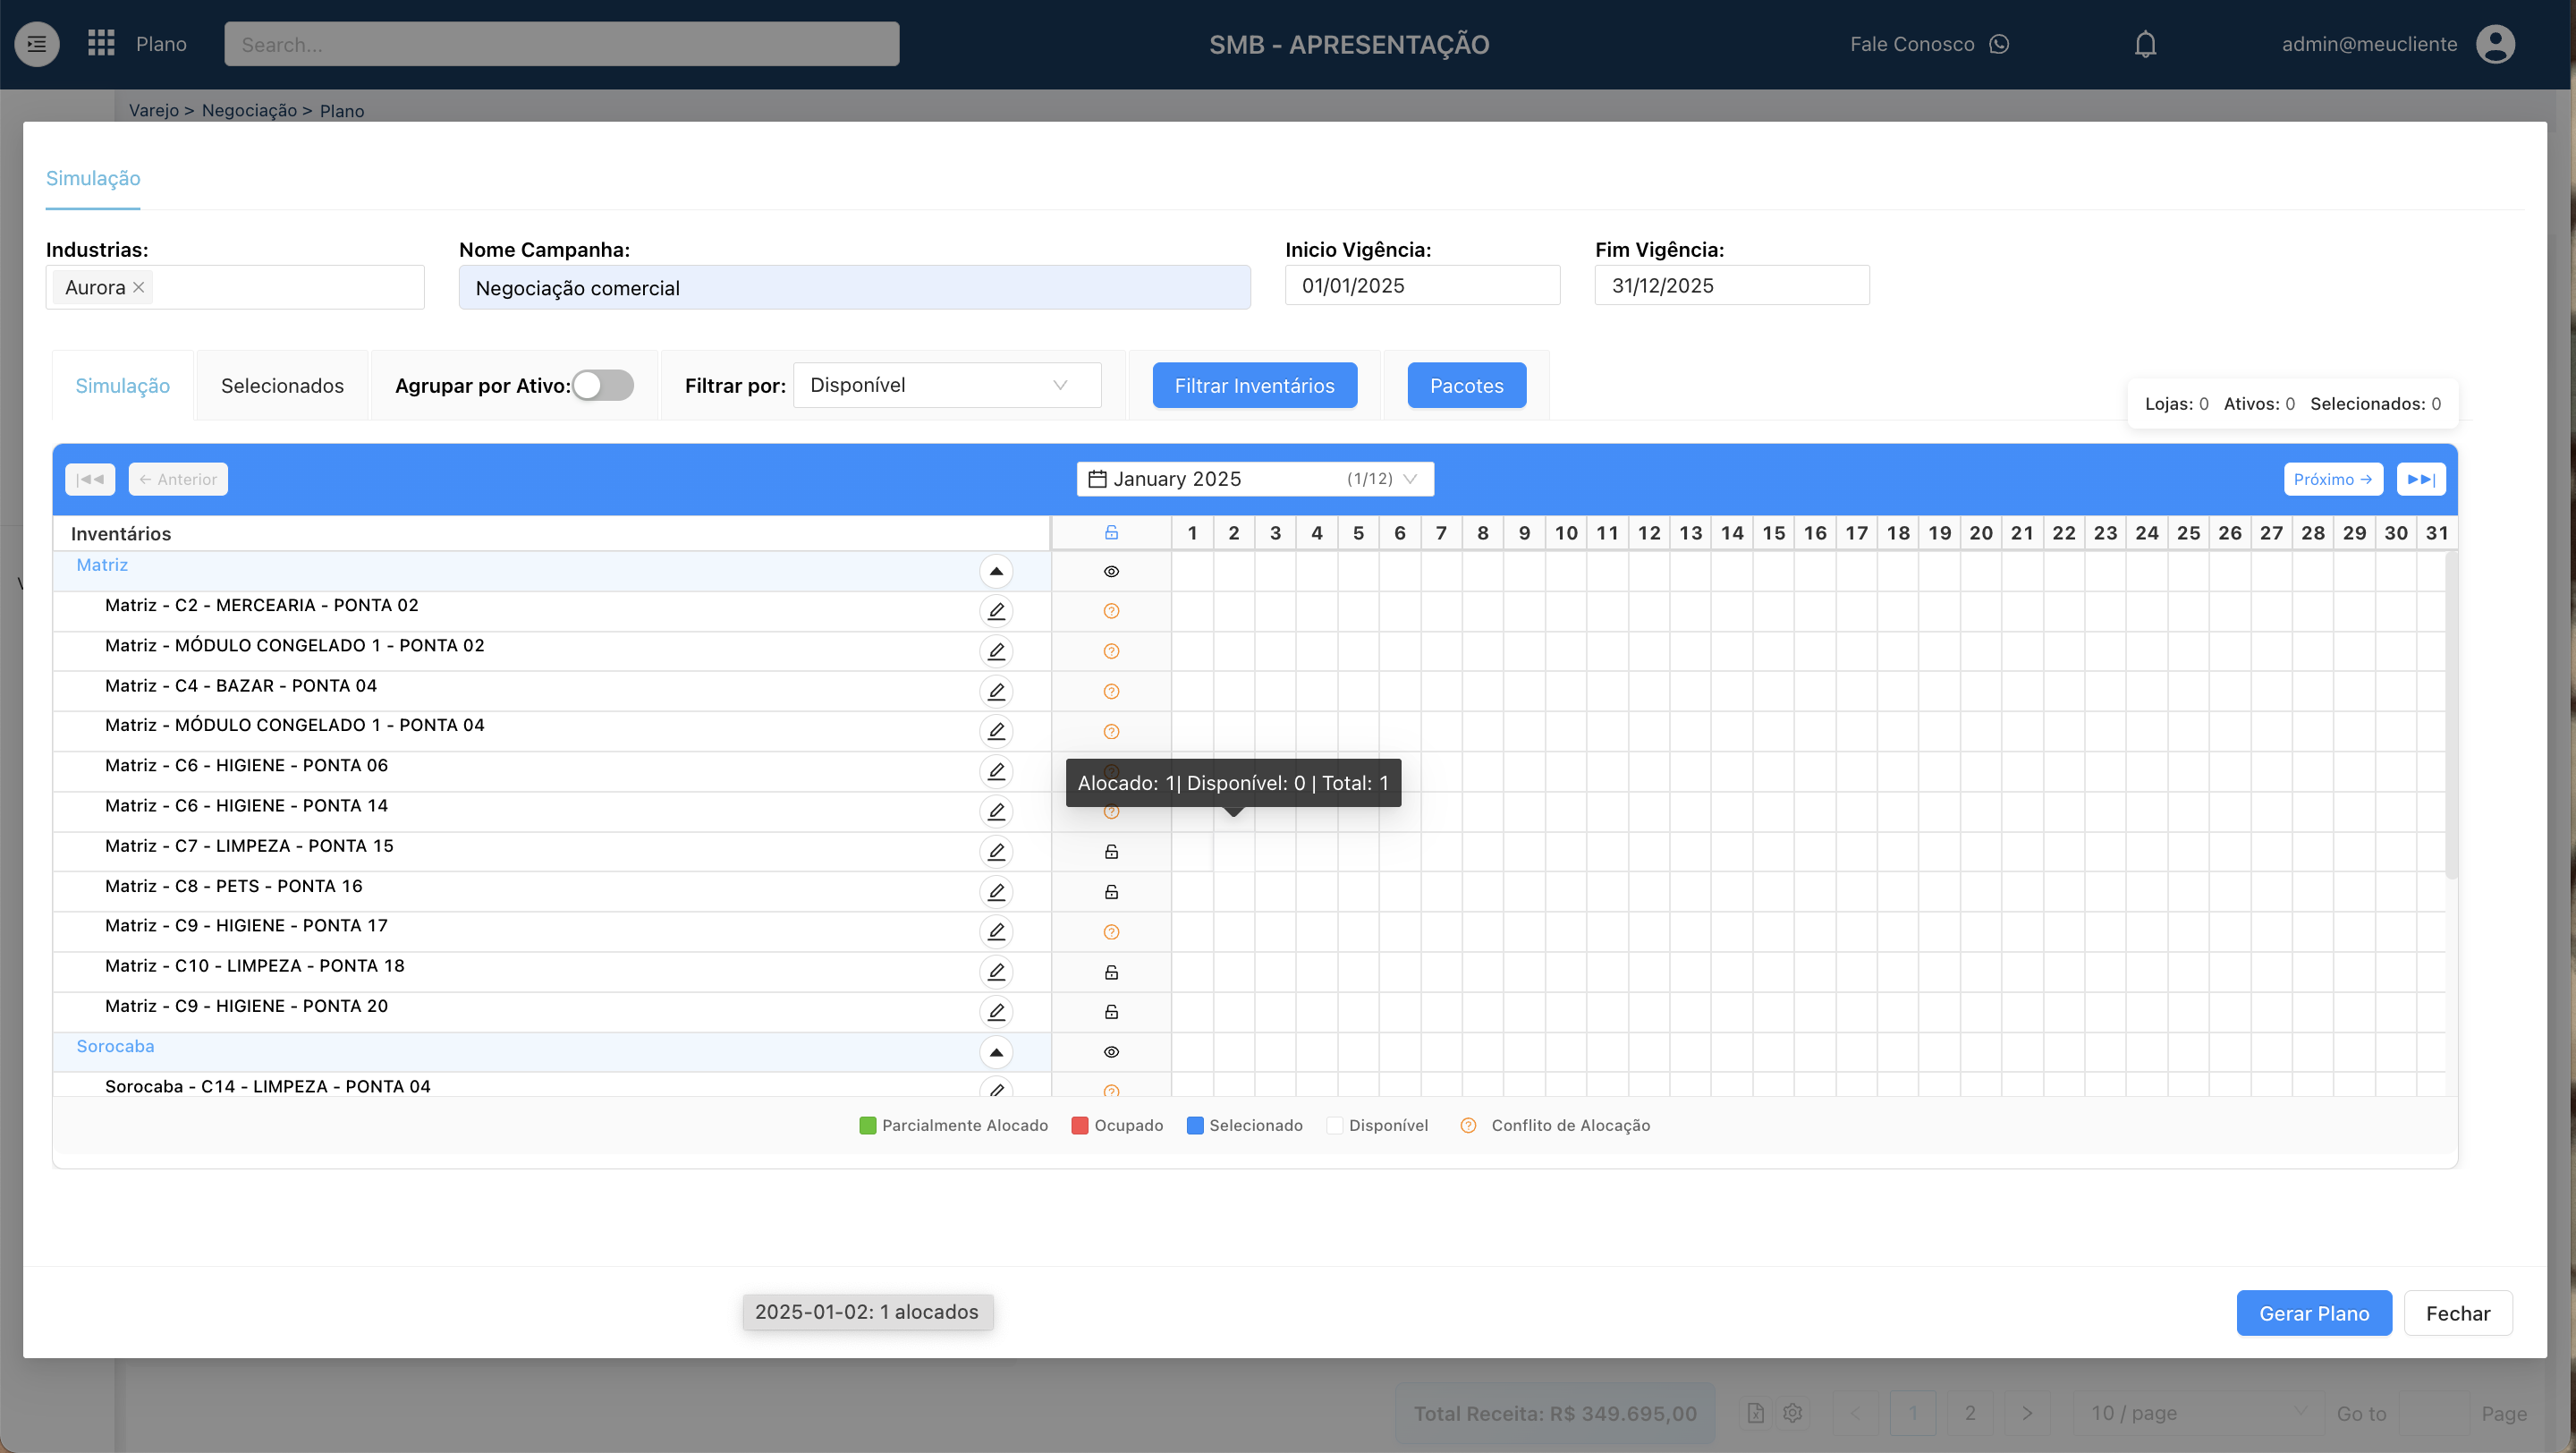 Plano
Search...
SMB - APRESENTAÇÃO
Fale Conosco
admin@meucliente
Varejo > Negociação > Plano
Simulação
Industrias:
Nome Campanha:
Inicio Vigência:
Fim Vigência:
Aurora
Negociação comercial
01/01/2025
31/12/2025
Simulação
Selecionados
Agrupar por Ativo:
Filtrar por:
Disponível
Filtrar Inventários
Pacotes
Lojas: 0 Ativos: 0 Selecionados: 0
← Anterior
January 2025
(1/12)
Próximo →
Inventários
1 2 3 4 5 6 7 8 9 10 11 12 13 14 15 16 17 18 19 20 21 22 23 24 25 26 27 28 29 30 31
Matriz
Matriz - C2 - MERCEARIA - PONTA 02
Matriz - MÓDULO CONGELADO 1 - PONTA 02
Matriz - C4 - BAZAR - PONTA 04
Matriz - MÓDULO CONGELADO 1 - PONTA 04
Matriz - C6 - HIGIENE - PONTA 06
Alocado: 1| Disponível: 0 | Total: 1
Matriz - C6 - HIGIENE - PONTA 14
Matriz - C7 - LIMPEZA - PONTA 15
Matriz - C8 - PETS - PONTA 16
Matriz - C9 - HIGIENE - PONTA 17
Matriz - C10 - LIMPEZA - PONTA 18
Matriz - C9 - HIGIENE - PONTA 20
Sorocaba
Sorocaba - C14 - LIMPEZA - PONTA 04
Parcialmente Alocado
Ocupado
Selecionado
Disponível
Conflito de Alocação
2025-01-02: 1 alocados
Gerar Plano
Fechar
Total Receita: R$ 349.695,00
1
2
10 / page
Go to
Page